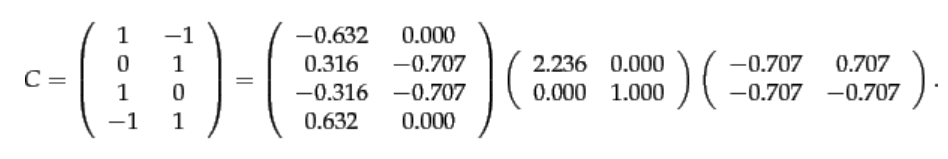 C = ( 1 −1 ; 0 1 ; 1 0 ; −1 1 ) = ( −0.632 0.000 ; 0.316 −0.707 ; −0.316 −0.707 ; 0.632 0.000 ) ( 2.236 0.000 ; 0.000 1.000 ) ( −0.707 0.707 ; −0.707 −0.707 ) .